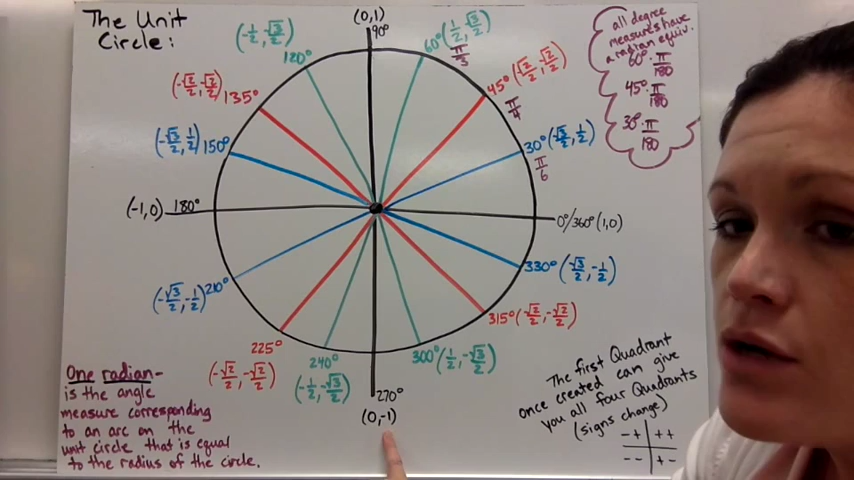 The Unit
Circle:
(0,1)
90°
60° (1/2, √3/2)
π/3
45° (√2/2, √2/2)
π/4
30° (√3/2, 1/2)
π/6
0°/360° (1,0)
330° (√3/2, -1/2)
315° (√2/2, -√2/2)
300° (1/2, -√3/2)
270°
(0,-1)
240°
(-1/2, -√3/2)
225°
(-√2/2, -√2/2)
(-√3/2, -1/2) 210°
(-1,0) 180°
(-√3/2, 1/2) 150°
(-√2/2, √2/2) 135°
(-1/2, √3/2)
120°
all degree
measures have
a radian equiv.
60°·π/180
45°·π/180
30°·π/180
One radian-
is the angle
measure corresponding
to an arc on the
unit circle that is equal
to the radius of the circle.
The first Quadrant
once created can give
you all four Quadrants
(signs change)
-+ ++
-- +-